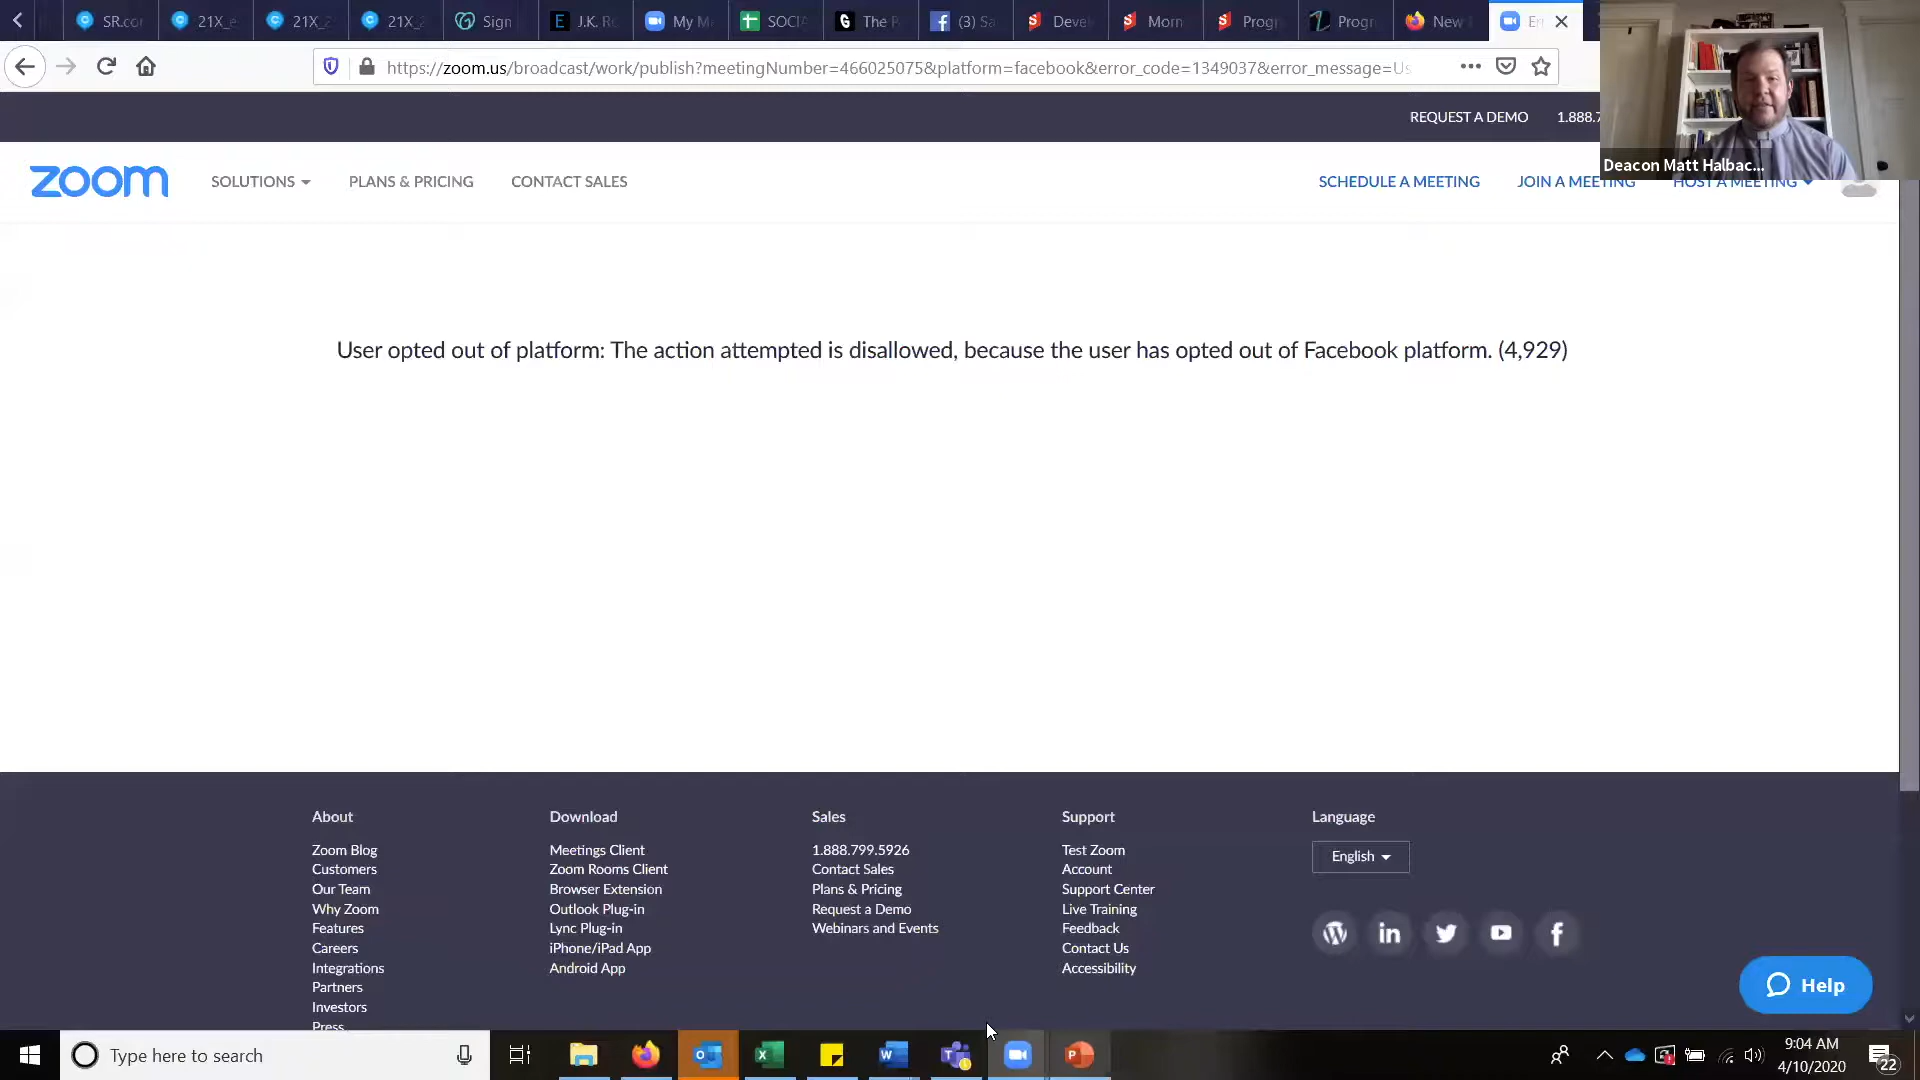 SR.co
21X_e
21X_2
21X_2
Sign
J.K. R
My M
SOCI
The
(3) Sa
Deve
Morn
Prog
Progr
New
Er
https://zoom.us/broadcast/work/publish?meetingNumber=466025075&platform=facebook&error_code=1349037&error_message=Us
REQUEST A DEMO
1.888.7
Deacon Matt Halbac...
zoom
SOLUTIONS
PLANS & PRICING
CONTACT SALES
SCHEDULE A MEETING
JOIN A MEETING
HOST A MEETING
User opted out of platform: The action attempted is disallowed, because the user has opted out of Facebook platform. (4,929)
About
Zoom Blog
Customers
Our Team
Why Zoom
Features
Careers
Integrations
Partners
Investors
Press
Download
Meetings Client
Zoom Rooms Client
Browser Extension
Outlook Plug-in
Lync Plug-in
iPhone/iPad App
Android App
Sales
1.888.799.5926
Contact Sales
Plans & Pricing
Request a Demo
Webinars and Events
Support
Test Zoom
Account
Support Center
Live Training
Feedback
Contact Us
Accessibility
Language
English
Help
Type here to search
9:04 AM
4/10/2020
22